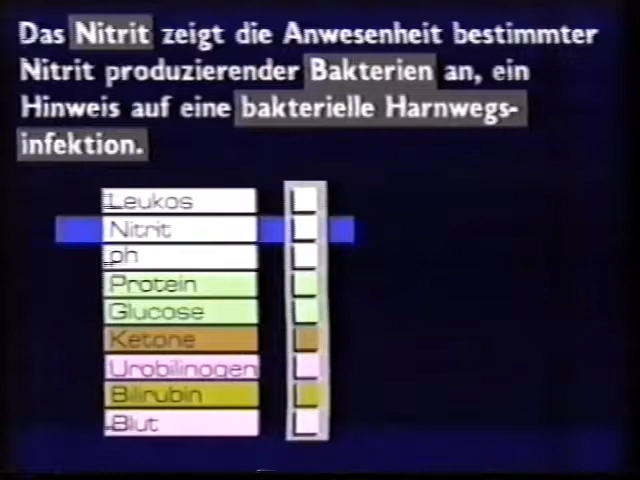 Das Nitrit zeigt die Anwesenheit bestimmter
Nitrit produzierender Bakterien an, ein
Hinweis auf eine bakterielle Harnwegs-
infektion.
Leukos
Nitrit
ph
Protein
Glucose
Ketone
Urobilinogen
Bilirubin
Blut